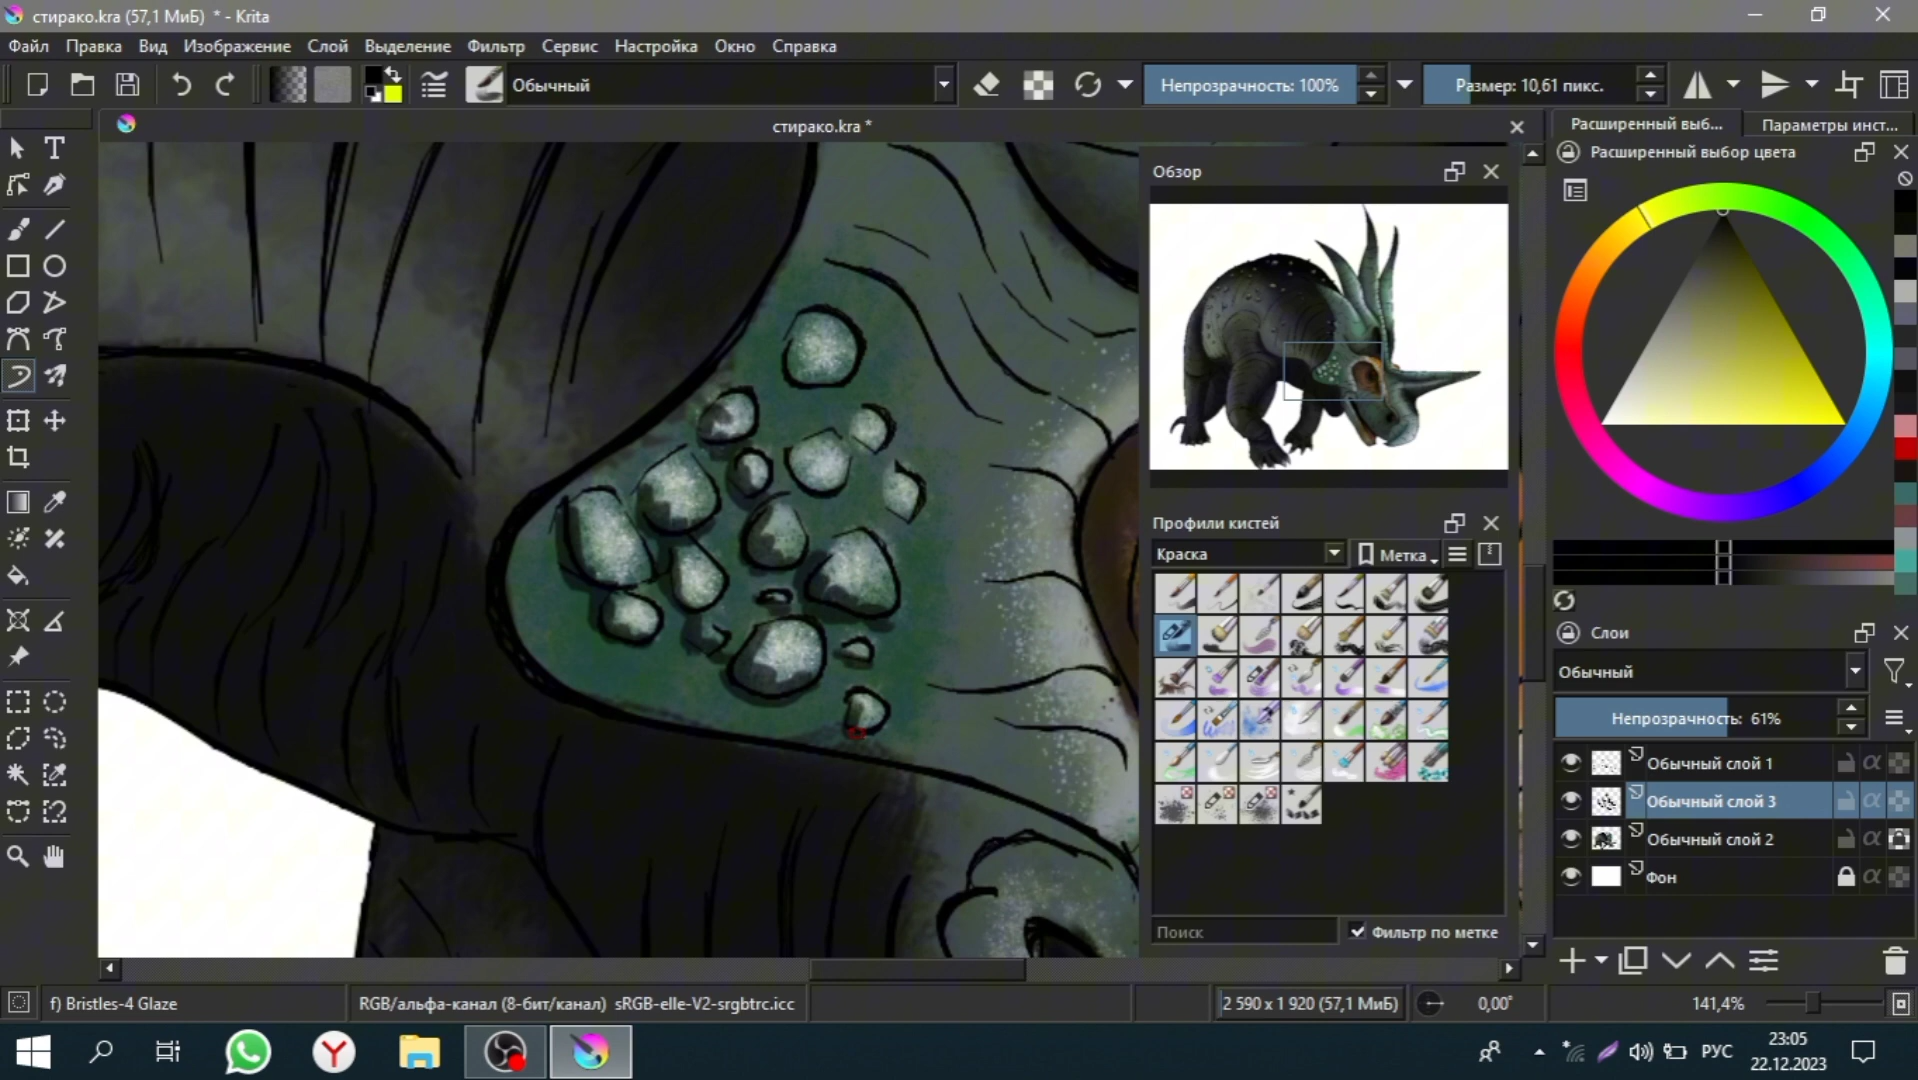 стирако.kra (57,1 МиБ) * - Krita
Файл Правка Вид Изображение Слой Выделение Фильтр Сервис Настройка Окно Справка
Обычный
Непрозрачность: 100%
Размер: 10,61 пикс.
стирако.kra *
Расширенный выб...
Параметры инст...
Обзор
Расширенный выбор цвета
Профили кистей
Краска
Метка
Слои
Обычный
Непрозрачность: 61%
Обычный слой 1
Обычный слой 3
Обычный слой 2
Фон
Поиск
Фильтр по метке
f) Bristles-4 Glaze
RGB/альфа-канал (8-бит/канал) sRGB-elle-V2-srgbtrc.icc
2 590 x 1 920 (57,1 МиБ)
0,00°
141,4%
РУС
23:05
22.12.2023